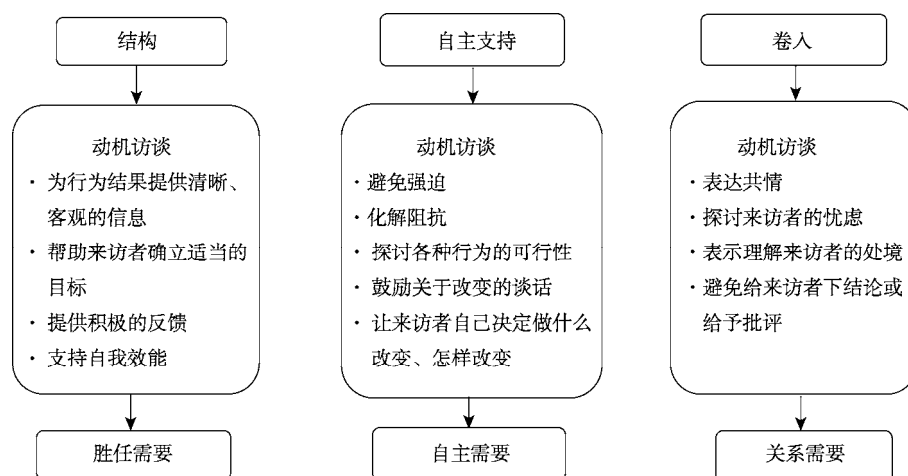 结构
动机访谈
· 为行为结果提供清晰、
客观的信息
· 帮助来访者确立适当的
目标
· 提供积极的反馈
· 支持自我效能
胜任需要
自主支持
动机访谈
·避免强迫
·化解阻抗
· 探讨各种行为的可行性
· 鼓励关于改变的谈话
· 让来访者自己决定做什么
改变、怎样改变
自主需要
卷入
动机访谈
·表达共情
·探讨来访者的忧虑
·表示理解来访者的处境
·避免给来访者下结论或
给予批评
关系需要